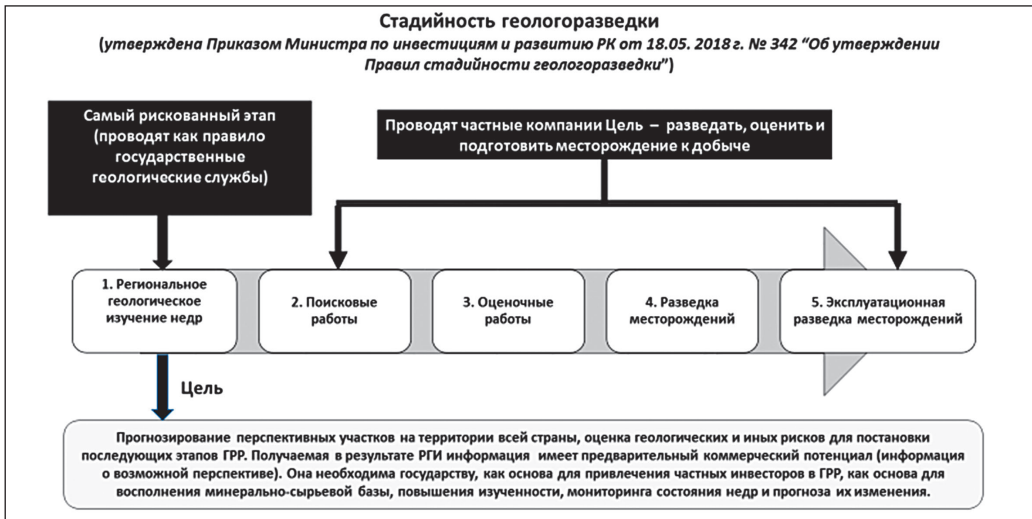 Стадийность геологоразведки
(утверждена Приказом Министра по инвестициям и развитию РК от 18.05. 2018 г. № 342 “Об утверждении
Правил стадийности геологоразведки”)
Самый рискованный этап
(проводят как правило
государственные
геологические службы)
Проводят частные компании Цель – разведать, оценить и
подготовить месторождение к добыче
1. Региональное
геологическое
изучение недр
2. Поисковые
работы
3. Оценочные
работы
4. Разведка
месторождений
5. Эксплуатационная
разведка месторождений
Цель
Прогнозирование перспективных участков на территории всей страны, оценка геологических и иных рисков для постановки
последующих этапов ГРР. Получаемая в результате РГИ информация имеет предварительный коммерческий потенциал (информация
о возможной перспективе). Она необходима государству, как основа для привлечения частных инвесторов в ГРР, как основа для
восполнения минерально-сырьевой базы, повышения изученности, мониторинга состояния недр и прогноза их изменения.